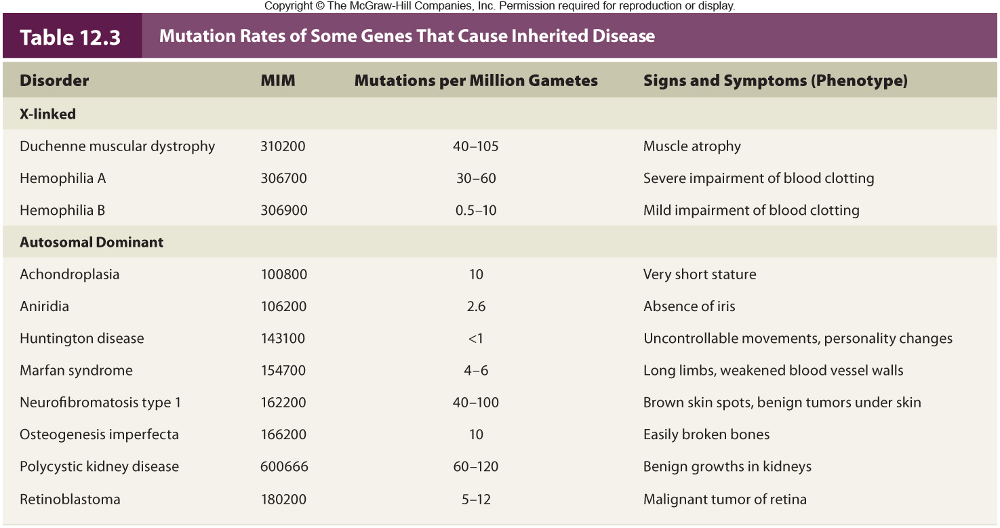 Copyright © The McGraw-Hill Companies, Inc. Permission required for reproduction or display.
Table 12.3 Mutation Rates of Some Genes That Cause Inherited Disease
Disorder MIM Mutations per Million Gametes Signs and Symptoms (Phenotype)
X-linked
Duchenne muscular dystrophy 310200 40–105 Muscle atrophy
Hemophilia A 306700 30–60 Severe impairment of blood clotting
Hemophilia B 306900 0.5–10 Mild impairment of blood clotting
Autosomal Dominant
Achondroplasia 100800 10 Very short stature
Aniridia 106200 2.6 Absence of iris
Huntington disease 143100 <1 Uncontrollable movements, personality changes
Marfan syndrome 154700 4–6 Long limbs, weakened blood vessel walls
Neurofibromatosis type 1 162200 40–100 Brown skin spots, benign tumors under skin
Osteogenesis imperfecta 166200 10 Easily broken bones
Polycystic kidney disease 600666 60–120 Benign growths in kidneys
Retinoblastoma 180200 5–12 Malignant tumor of retina